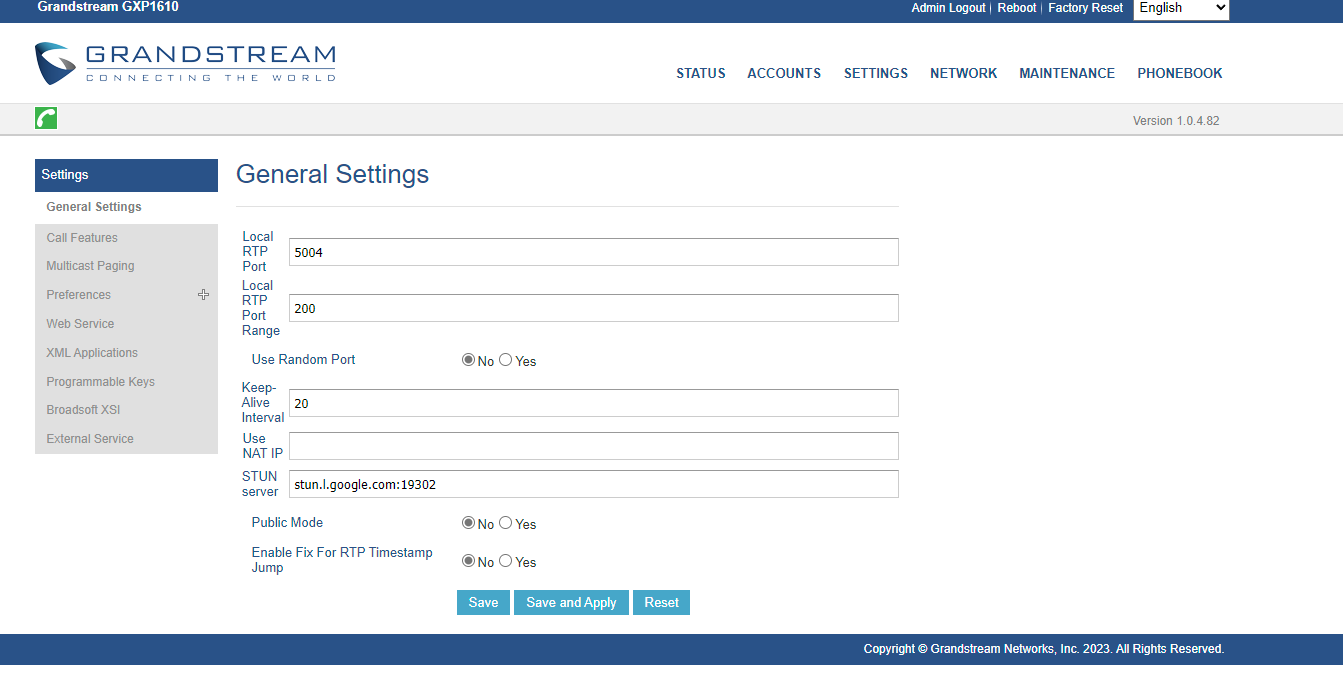 Grandstream GXP1610
Admin Logout | Reboot | Factory Reset English
GRANDSTREAM
CONNECTING THE WORLD
STATUS ACCOUNTS SETTINGS NETWORK MAINTENANCE PHONEBOOK
Version 1.0.4.82
Settings
General Settings
Call Features
Multicast Paging
Preferences
Web Service
XML Applications
Programmable Keys
Broadsoft XSI
External Service
General Settings
Local
RTP
Port
5004
Local
RTP
Port
Range
200
Use Random Port No Yes
Keep-
Alive
Interval
20
Use
NAT IP
STUN
server
stun.l.google.com:19302
Public Mode No Yes
Enable Fix For RTP Timestamp
Jump
No Yes
Save Save and Apply Reset
Copyright © Grandstream Networks, Inc. 2023. All Rights Reserved.